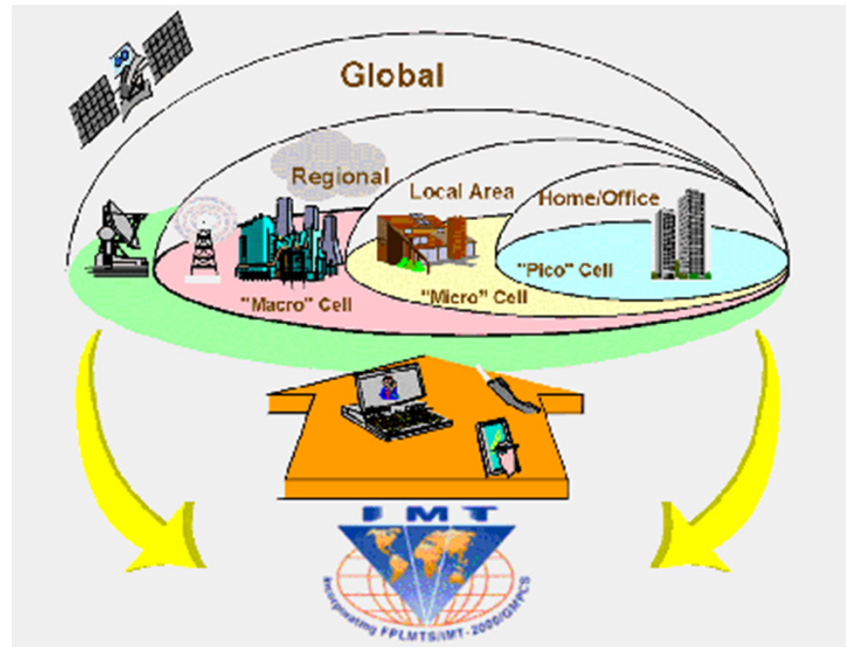 Global
Regional
Local Area
Home/Office
"Pico" Cell
"Micro" Cell
"Macro" Cell
IMT
incorporating FPLMTS/IMT-2000/GMPCS